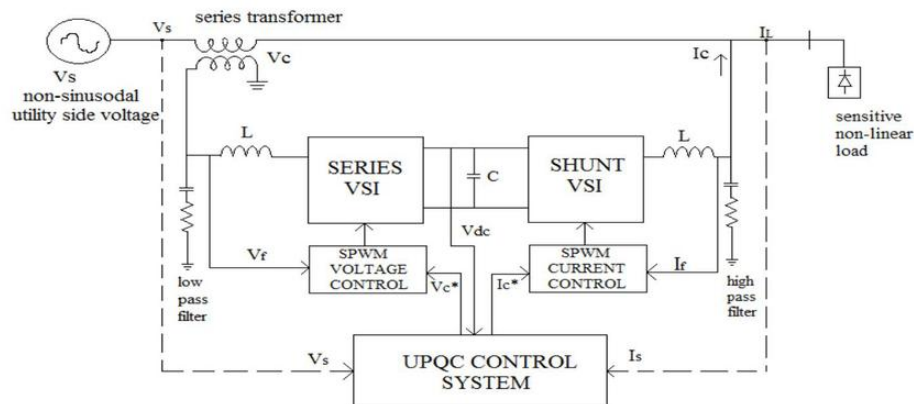 series transformer
Vs
Vc
IL
Ic
Vs
non-sinusodal
utility side voltage
sensitive
non-linear
load
L
SERIES
VSI
C
SHUNT
VSI
L
Vdc
Vf
SPWM
VOLTAGE
CONTROL
Vc*
Ic*
SPWM
CURRENT
CONTROL
If
low
pass
filter
high
pass
filter
Vs
UPQC CONTROL
SYSTEM
Is